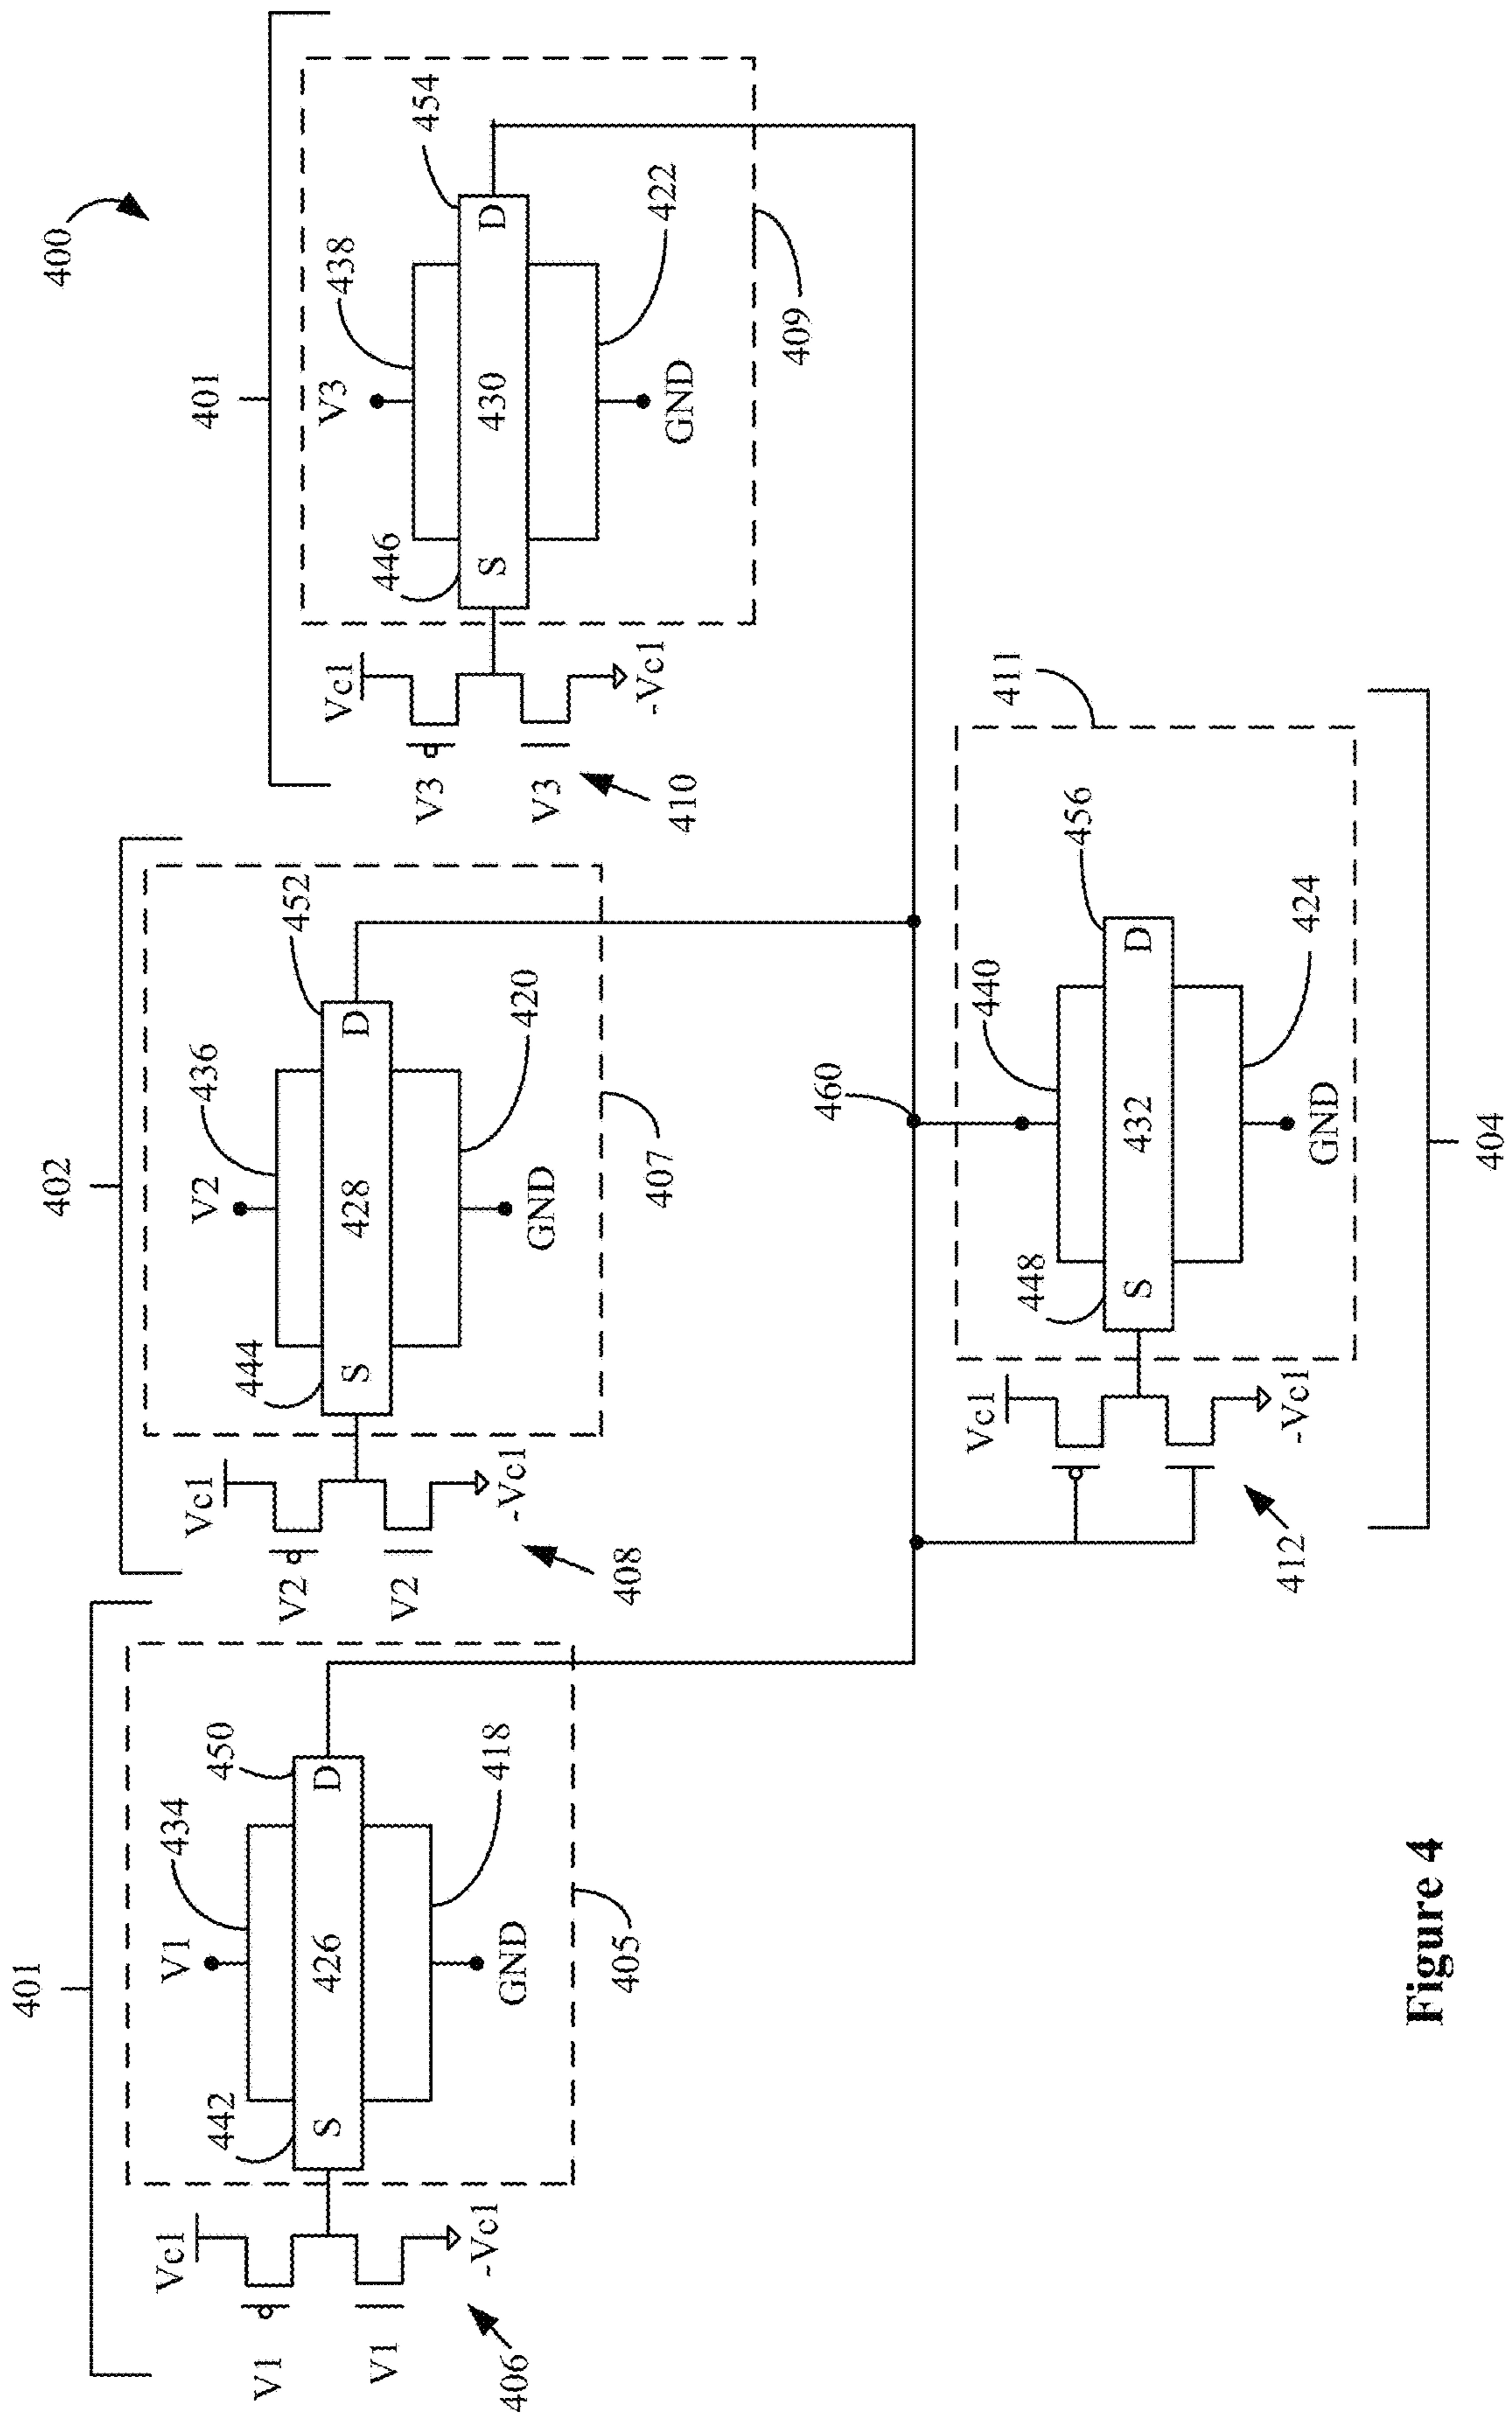 400
401
402
401
V1
434
450
442
S
426
D
418
GND
405
Vc1
V1
V1
-Vc1
406
V2
436
452
444
S
428
D
420
GND
407
Vc1
V2
V2
-Vc1
408
V3
438
454
446
S
430
D
422
GND
409
Vc1
V3
V3
-Vc1
410
460
411
440
456
448
S
432
D
424
GND
Vc1
-Vc1
412
404
Figure 4